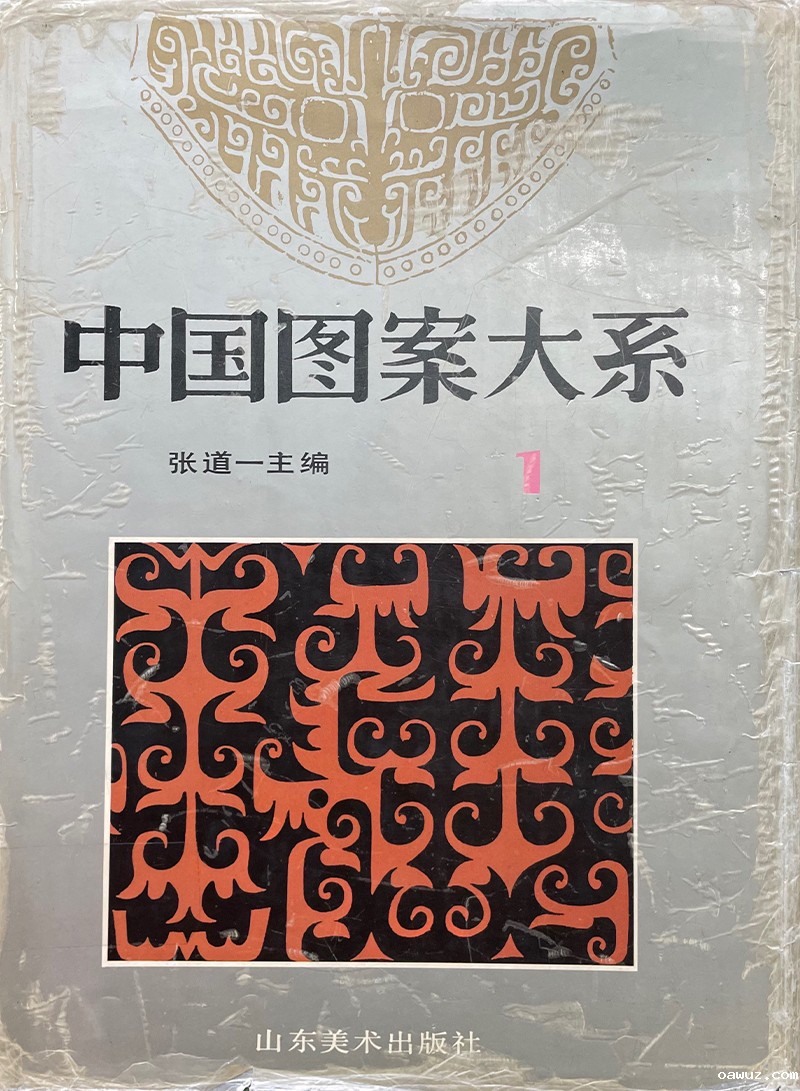 中国图案大系
张道一主编
1
山东美术出版社
oawuz.com